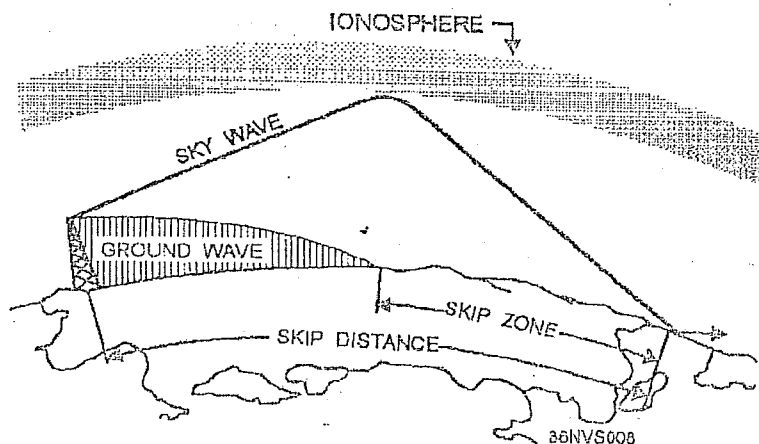 IONOSPHERE
SKY WAVE
GROUND WAVE
SKIP ZONE
SKIP DISTANCE
36NVS008